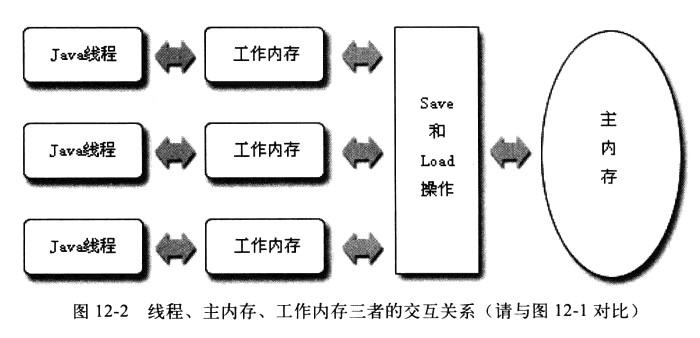 Java线程
工作内存
Java线程
工作内存
Java线程
工作内存
Save
和
Load
操作
主
内
存
图 12-2 线程、主内存、工作内存三者的交互关系（请与图 12-1 对比）